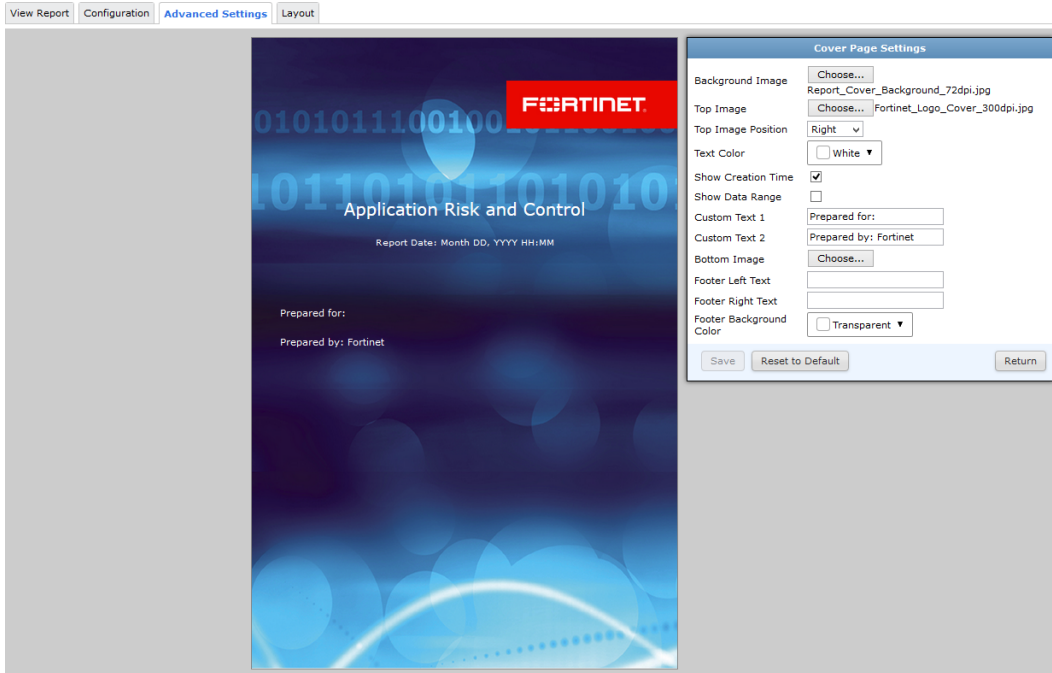 View Report Configuration Advanced Settings Layout
FORTINET
Application Risk and Control
Report Date: Month DD, YYYY HH:MM
Prepared for:
Prepared by: Fortinet
Cover Page Settings
Background Image Choose...
Report_Cover_Background_72dpi.jpg
Top Image Choose... Fortinet_Logo_Cover_300dpi.jpg
Top Image Position Right
Text Color White
Show Creation Time
Show Data Range
Custom Text 1 Prepared for:
Custom Text 2 Prepared by: Fortinet
Bottom Image Choose...
Footer Left Text
Footer Right Text
Footer Background
Color Transparent
Save Reset to Default Return